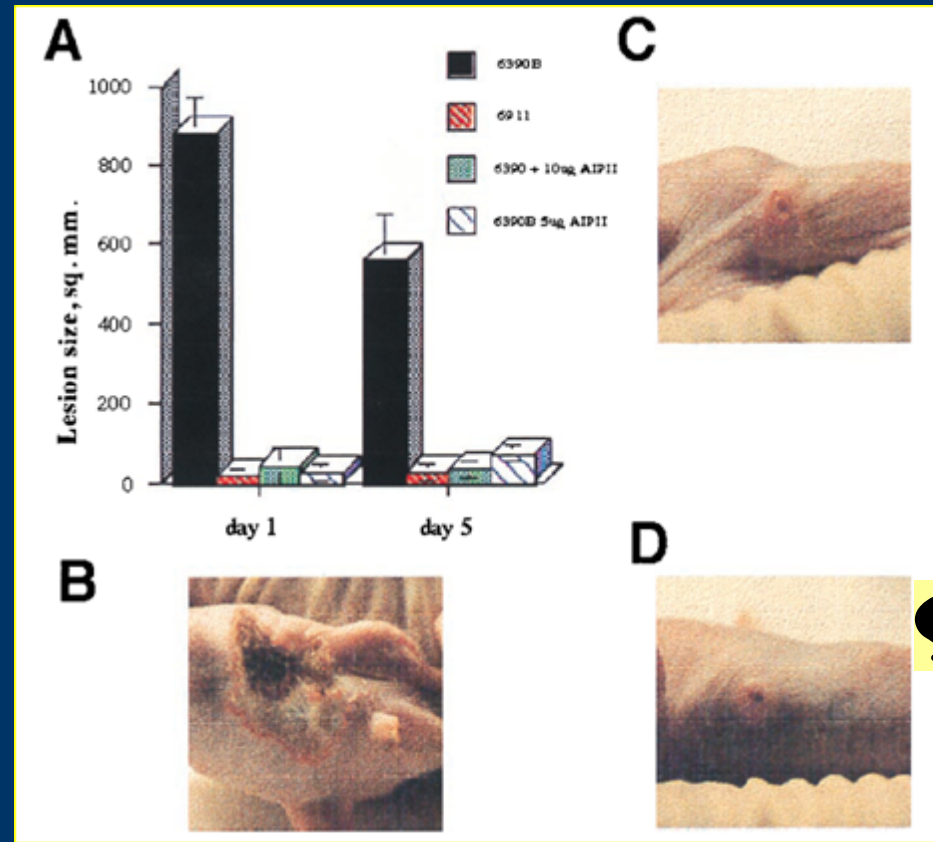 A
C
6390B
6911
6390 + 10ug AIPII
6390B 5ug AIPII
1000
800
600
400
200
0
Lesion size, sq. mm.
day 1
day 5
B
D